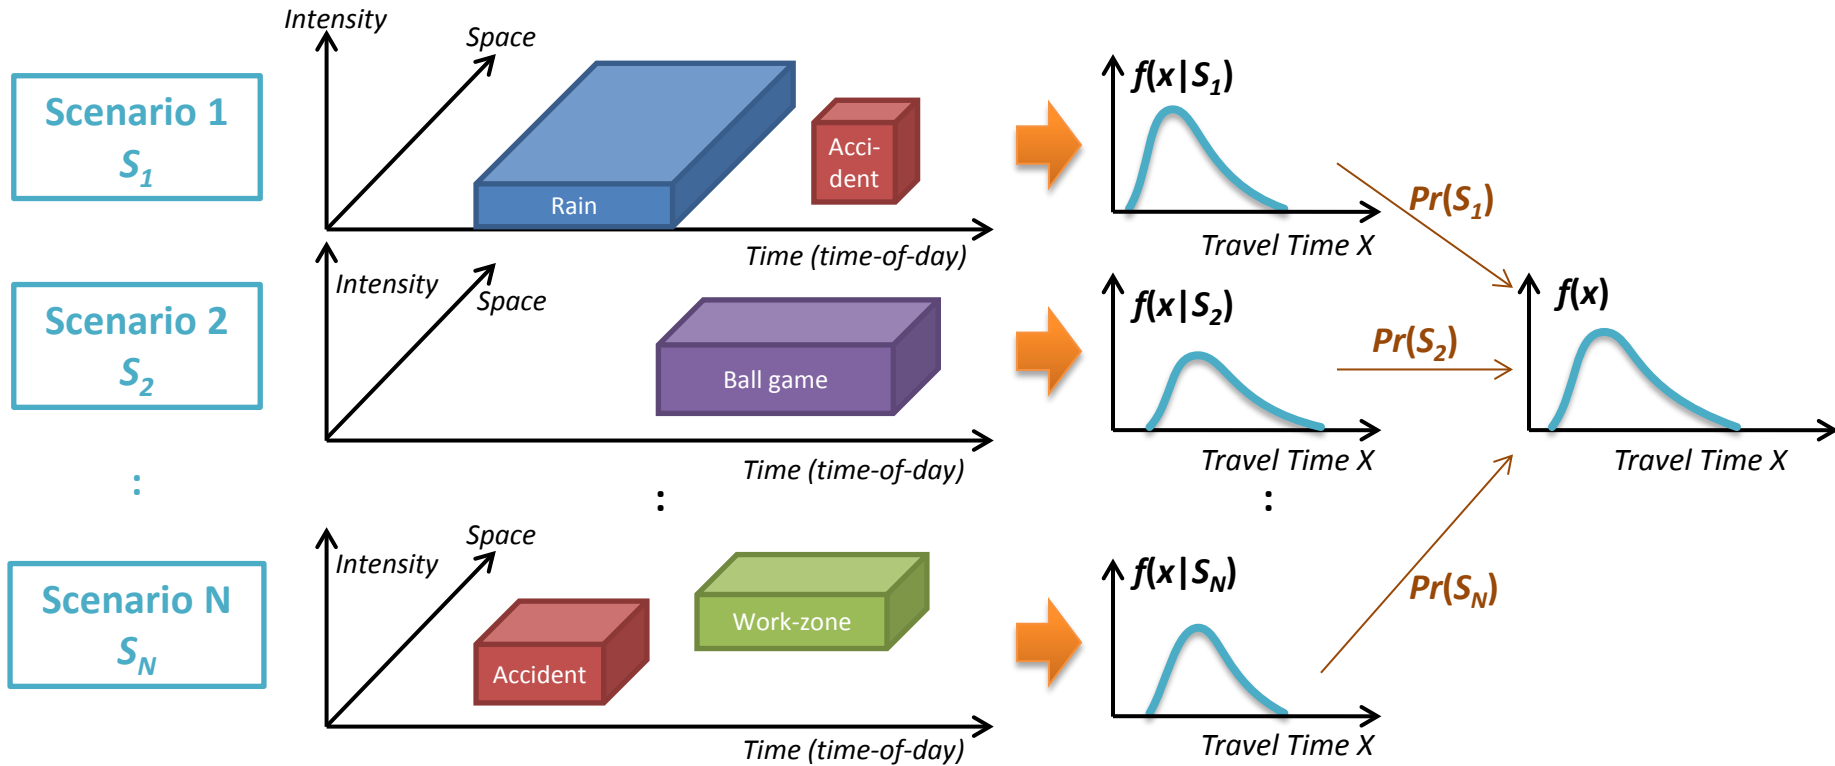 Scenario 1
S1
Intensity
Space
Rain
Acci-
dent
Time (time-of-day)
f(x|S1)
Travel Time X
Pr(S1)
Scenario 2
S2
Intensity
Space
Ball game
Time (time-of-day)
f(x|S2)
Travel Time X
Pr(S2)
f(x)
Travel Time X
:
:
:
Scenario N
SN
Intensity
Space
Accident
Work-zone
Time (time-of-day)
f(x|SN)
Travel Time X
Pr(SN)